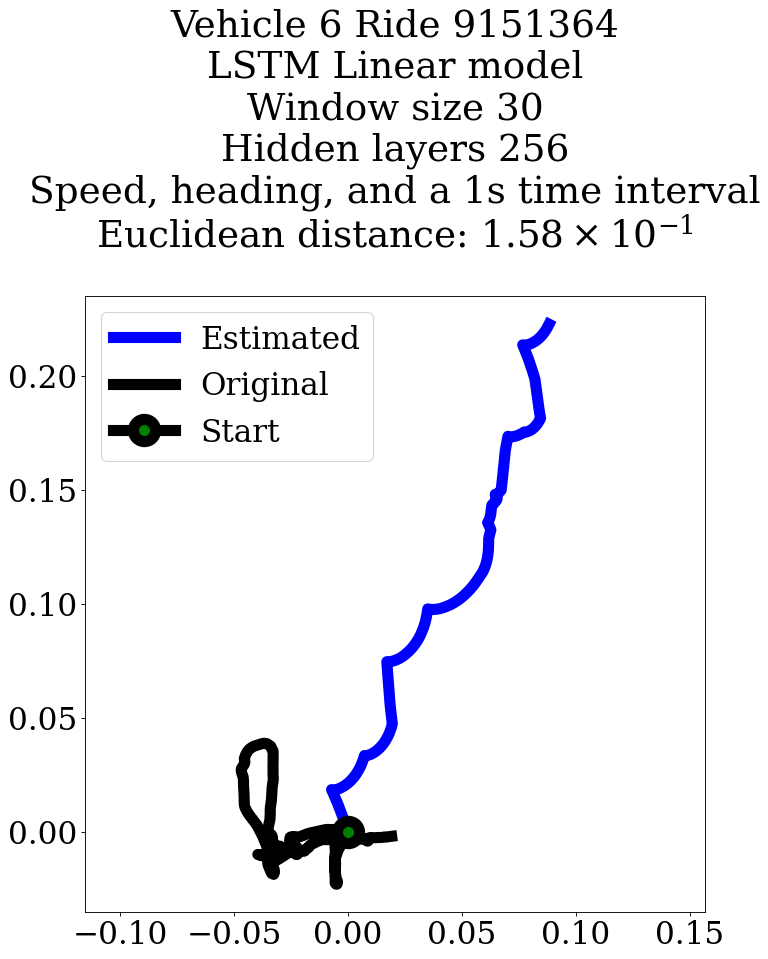 Vehicle 6 Ride 9151364
LSTM Linear model
Window size 30
Hidden layers 256
Speed, heading, and a 1s time interval
Euclidean distance: 1.58 × 10⁻¹
Estimated
Original
Start
0.20
0.15
0.10
0.05
0.00
−0.10 −0.05 0.00 0.05 0.10 0.15